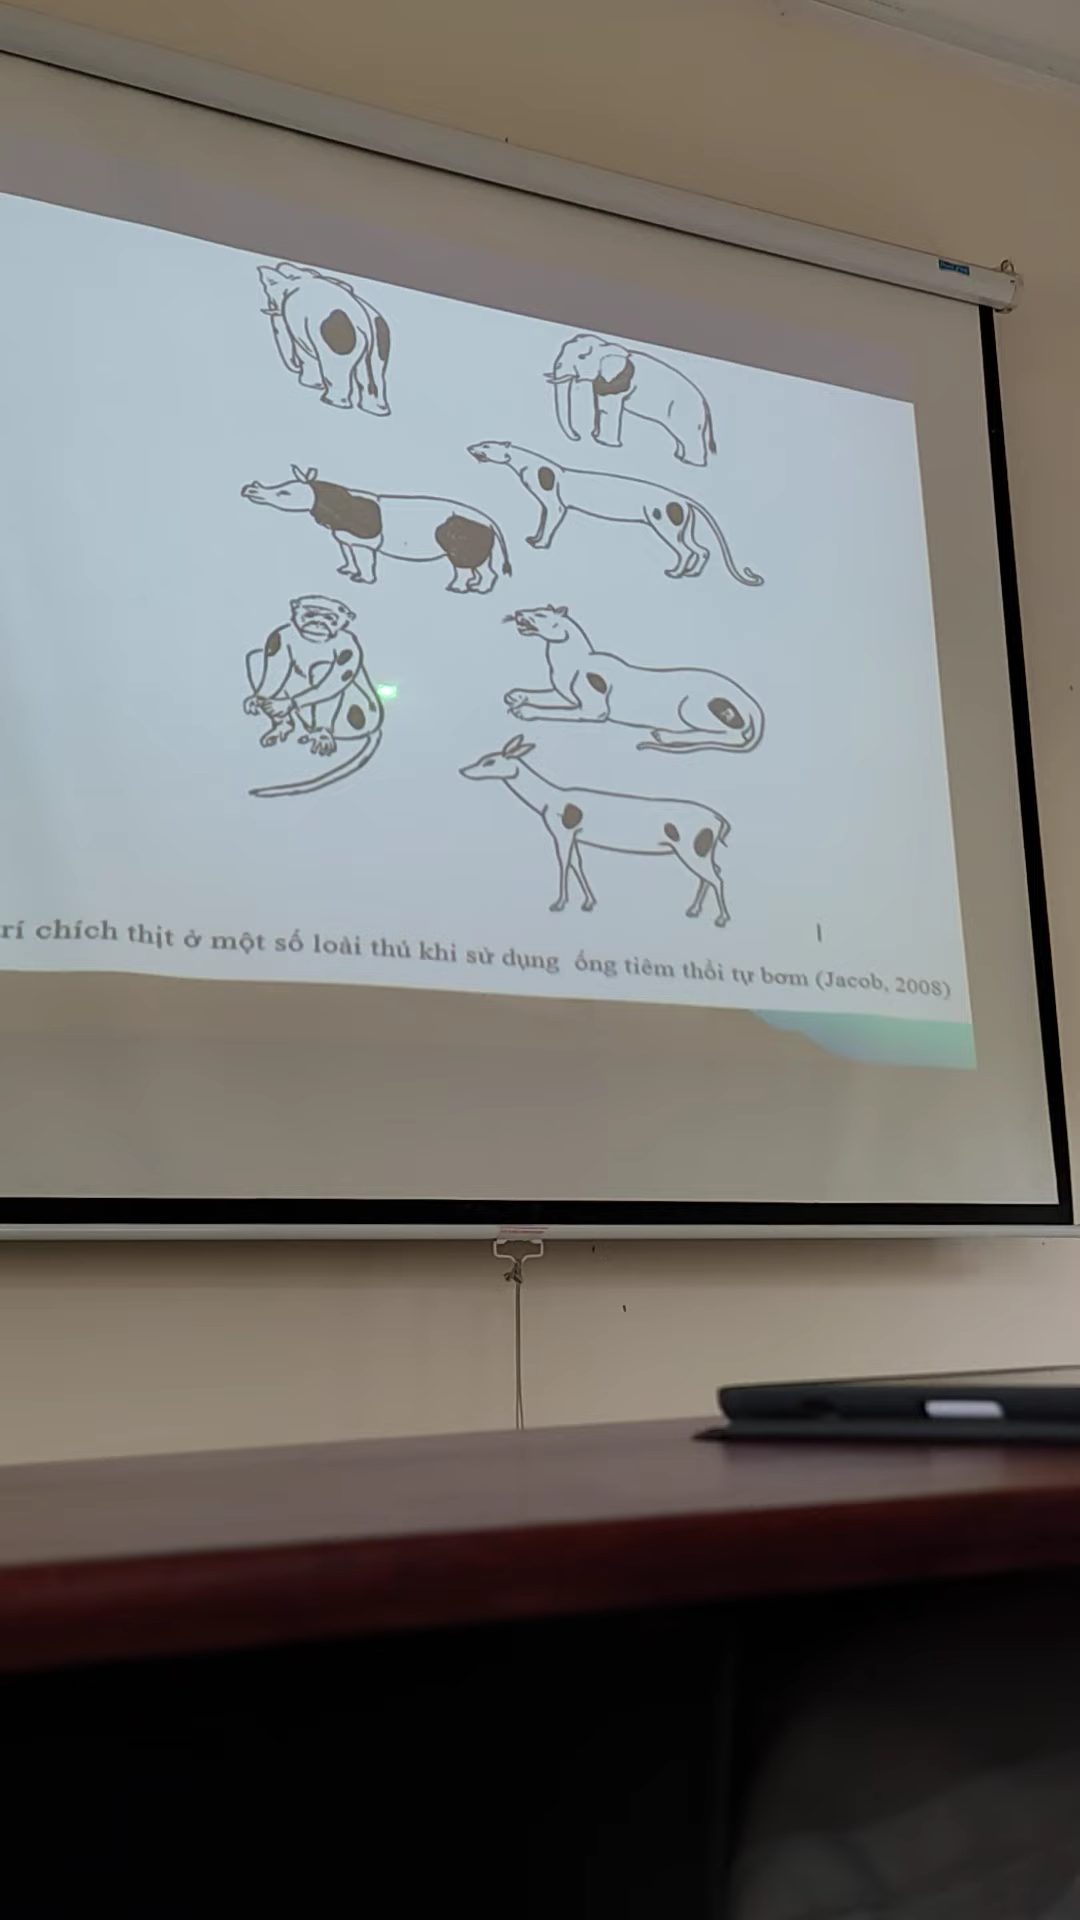 rí chích thịt ở một số loài thú khi sử dụng ống tiêm thổi tự bơm (Jacob, 2008)